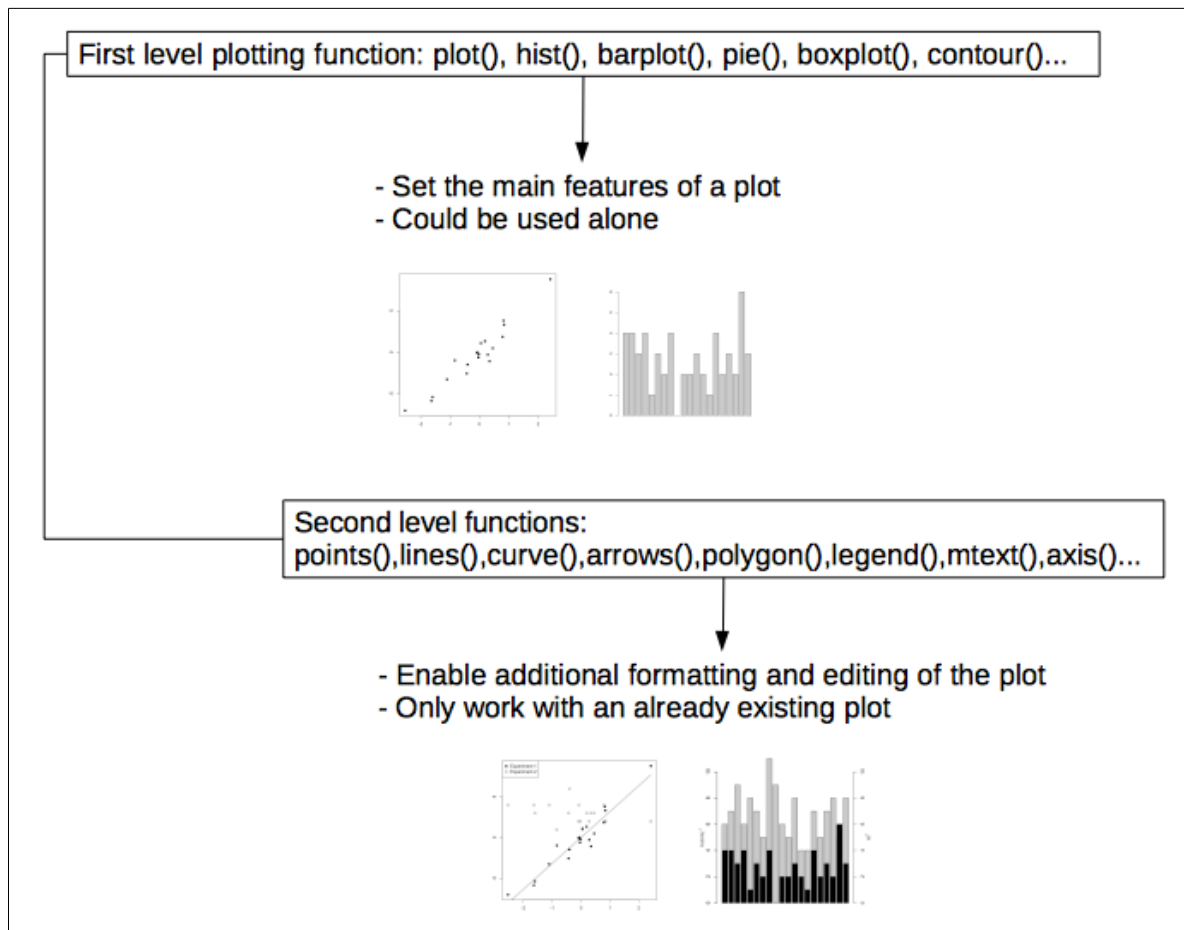 First level plotting function: plot(), hist(), barplot(), pie(), boxplot(), contour()...
- Set the main features of a plot
- Could be used alone
Second level functions:
points(),lines(),curve(),arrows(),polygon(),legend(),mtext(),axis()...
- Enable additional formatting and editing of the plot
- Only work with an already existing plot